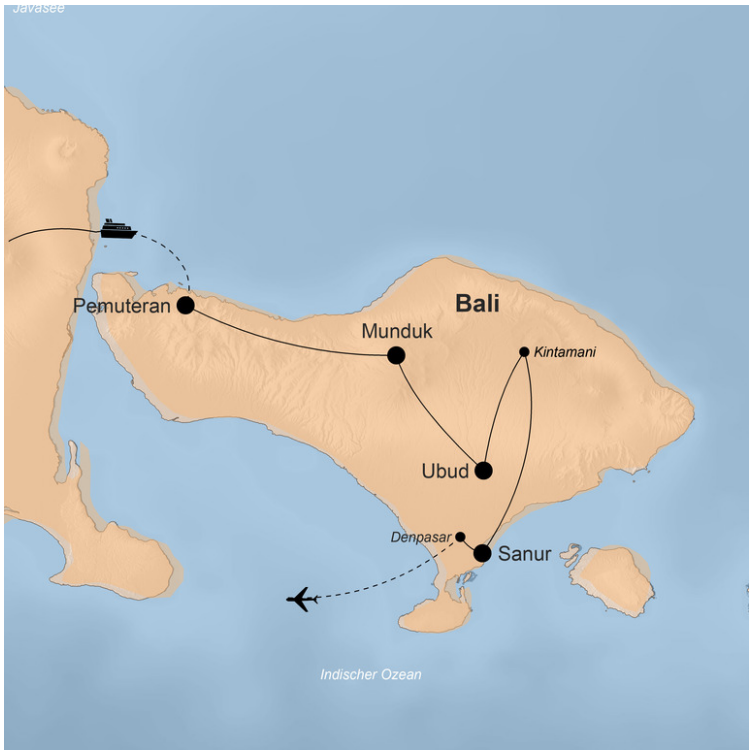 Javasee
Bali
Pemuteran
Munduk
Kintamani
Ubud
Denpasar
Sanur
Indischer Ozean